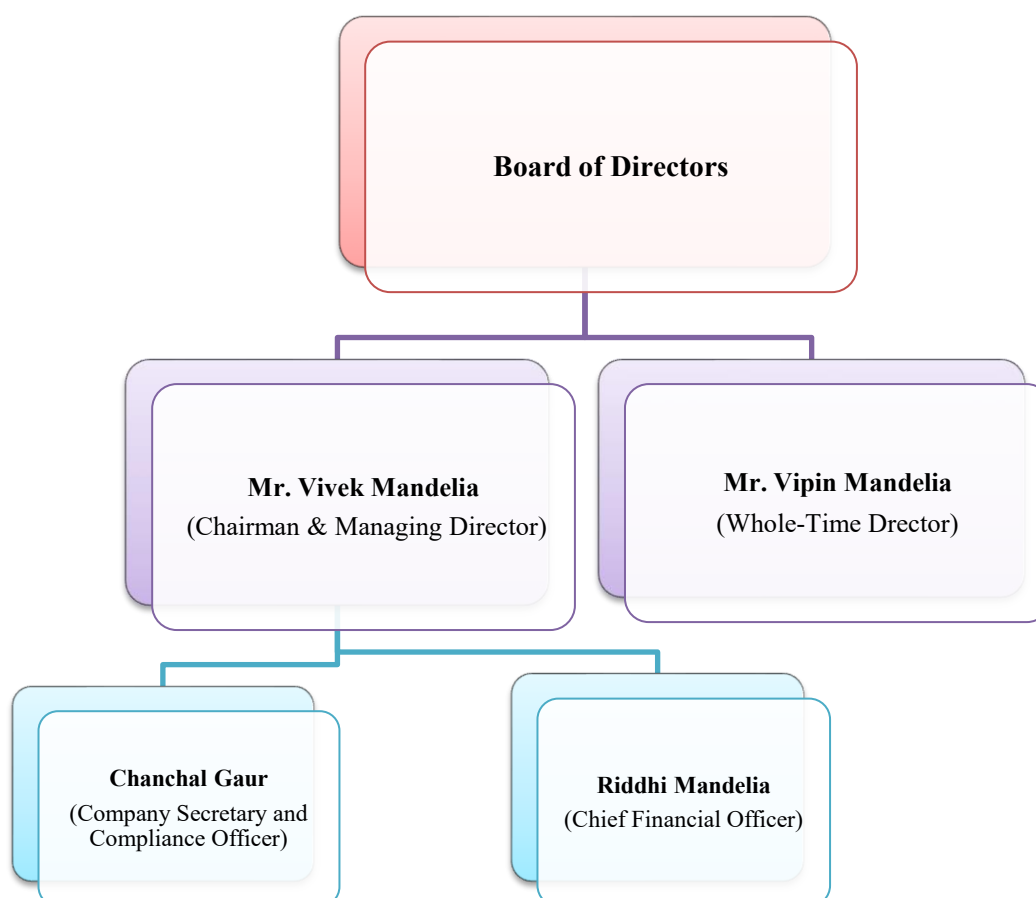 Board of Directors
Mr. Vivek Mandelia
(Chairman & Managing Director)
Mr. Vipin Mandelia
(Whole-Time Drector)
Chanchal Gaur
(Company Secretary and
Compliance Officer)
Riddhi Mandelia
(Chief Financial Officer)